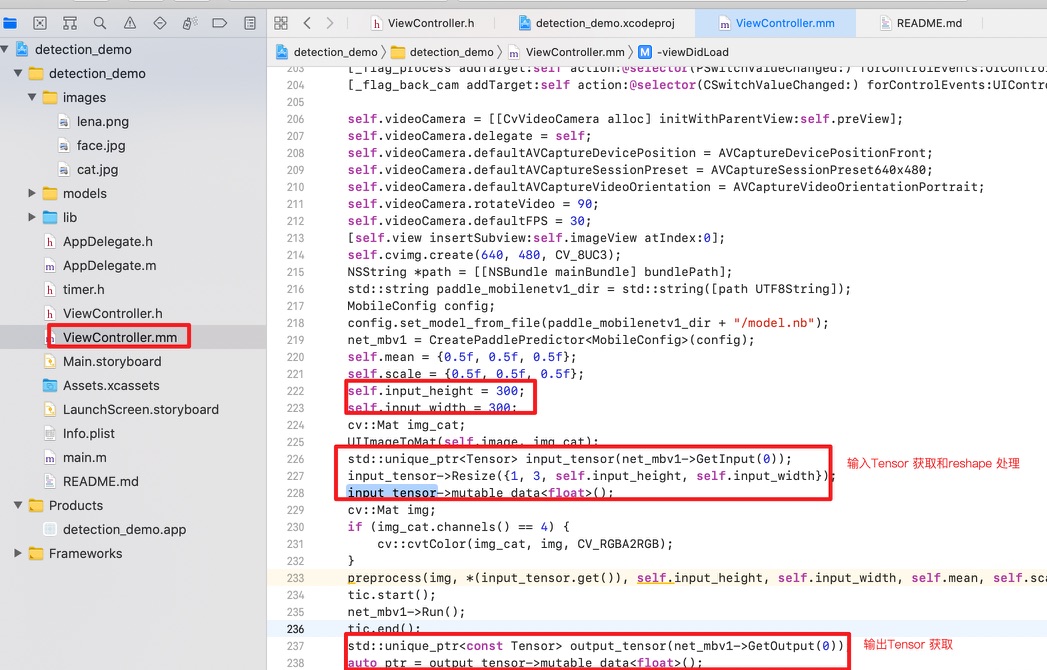 ViewController.h
detection_demo.xcodeproj
ViewController.mm
README.md
detection_demo
detection_demo
images
lena.png
face.jpg
cat.jpg
models
lib
AppDelegate.h
AppDelegate.m
timer.h
ViewController.h
ViewController.mm
Main.storyboard
Assets.xcassets
LaunchScreen.storyboard
Info.plist
main.m
README.md
Products
detection_demo.app
Frameworks
detection_demo detection_demo ViewController.mm -viewDidLoad
203 [_flag_process addTarget:self action:@selector(PSwitchValueChanged:) forControlEvents:UICont
204 [_flag_back_cam addTarget:self action:@selector(CSwitchValueChanged:) forControlEvents:UIContr
205
206 self.videoCamera = [[CvVideoCamera alloc] initWithParentView:self.preView];
207 self.videoCamera.delegate = self;
208 self.videoCamera.defaultAVCaptureDevicePosition = AVCaptureDevicePositionFront;
209 self.videoCamera.defaultAVCaptureSessionPreset = AVCaptureSessionPreset640x480;
210 self.videoCamera.defaultAVCaptureVideoOrientation = AVCaptureVideoOrientationPortrait;
211 self.videoCamera.rotateVideo = 90;
212 self.videoCamera.defaultFPS = 30;
213 [self.view insertSubview:self.imageView atIndex:0];
214 self.cvimg.create(640, 480, CV_8UC3);
215 NSString *path = [[NSBundle mainBundle] bundlePath];
216 std::string paddle_mobilenetv1_dir = std::string([path UTF8String]);
217 MobileConfig config;
218 config.set_model_from_file(paddle_mobilenetv1_dir + "/model.nb");
219 net_mbv1 = CreatePaddlePredictor<MobileConfig>(config);
220 self.mean = {0.5f, 0.5f, 0.5f};
221 self.scale = {0.5f, 0.5f, 0.5f};
222 self.input_height = 300;
223 self.input_width = 300;
224 cv::Mat img_cat;
225 UIImageToMat(self.image, img_cat);
226 std::unique_ptr<Tensor> input_tensor(net_mbv1->GetInput(0));
227 input_tensor->Resize({1, 3, self.input_height, self.input_width});
输入Tensor 获取和reshape 处理
228 input_tensor->mutable_data<float>();
229 cv::Mat img;
230 if (img_cat.channels() == 4) {
231 cv::cvtColor(img_cat, img, CV_RGBA2RGB);
232 }
233 preprocess(img, *(input_tensor.get()), self.input_height, self.input_width, self.mean, self.sca
234 tic.start();
235 net_mbv1->Run();
236 tic.end();
237 std::unique_ptr<const Tensor> output_tensor(net_mbv1->GetOutput(0))
输出Tensor 获取
238 auto ptr = output_tensor->mutable_data<float>();